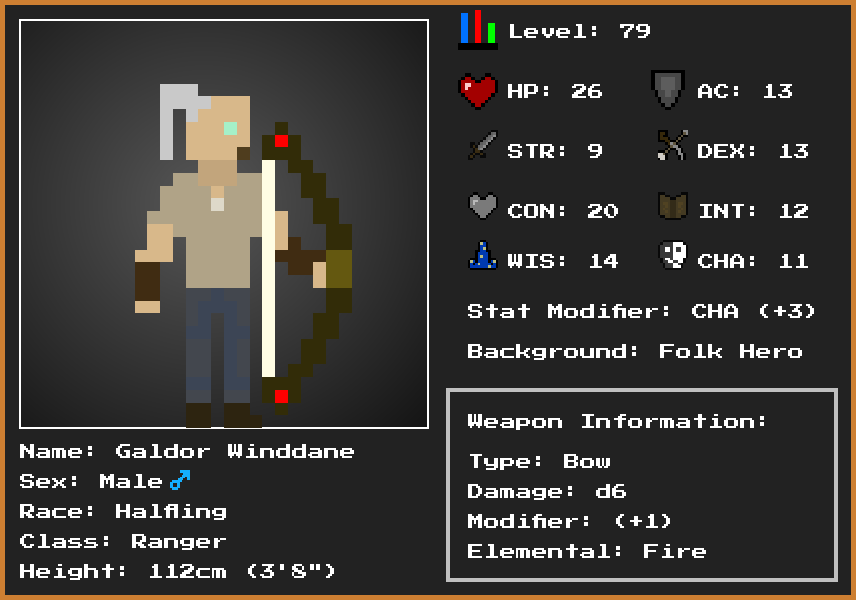 Level: 79
HP: 26
AC: 13
STR: 9
DEX: 13
CON: 20
INT: 12
WIS: 14
CHA: 11
Stat Modifier: CHA (+3)
Background: Folk Hero
Weapon Information:
Type: Bow
Damage: d6
Modifier: (+1)
Elemental: Fire
Name: Galdor Winddane
Sex: Male ♂
Race: Halfling
Class: Ranger
Height: 112cm (3'8")